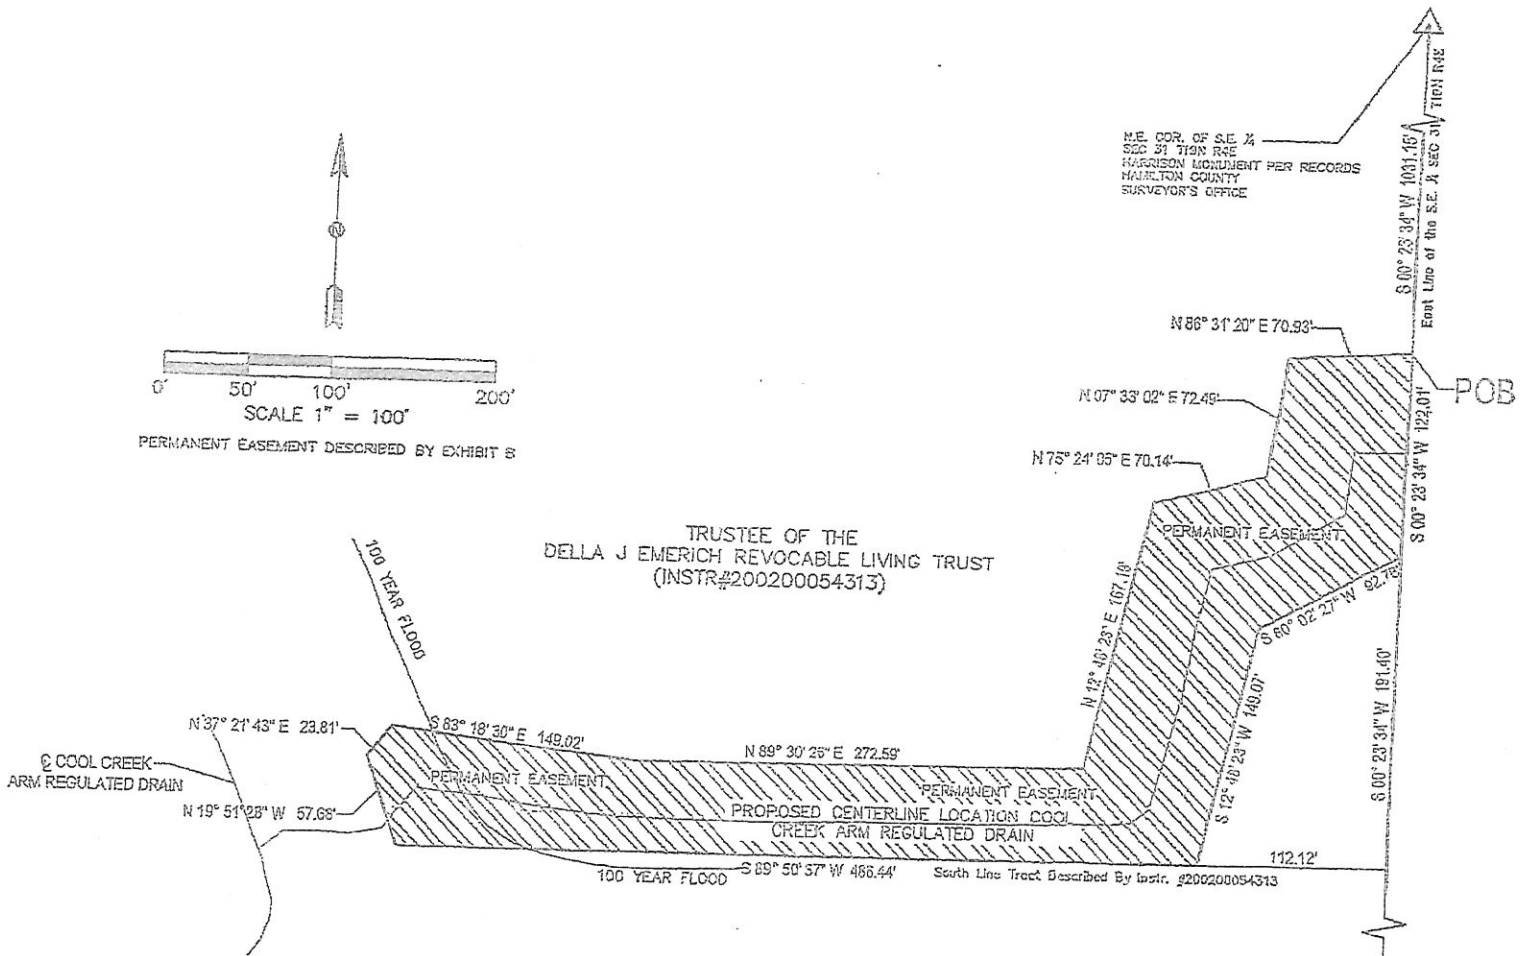 N.E. COR. OF S.E. ¼
SEC 31 T19N R4E
HARRISON MONUMENT PER RECORDS
HAMILTON COUNTY
SURVEYOR'S OFFICE
S 00° 23' 34" W 1031.15'
East Line of the S.E. ¼ SEC 31 T19N R4E
N
0' 50' 100' 200'
SCALE 1" = 100'
PERMANENT EASEMENT DESCRIBED BY EXHIBIT B
N 86° 31' 20" E 70.93'
POB
N 07° 33' 02" E 72.49'
S 00° 23' 34" W 122.01'
N 75° 24' 05" E 70.14'
TRUSTEE OF THE
DELLA J EMERICH REVOCABLE LIVING TRUST
(INSTR#200200054313)
PERMANENT EASEMENT
100 YEAR FLOOD
N 12° 46' 23" E 167.18'
S 60° 02' 27" W 92.78'
S 12° 46' 23" W 149.07'
S 00° 23' 34" W 191.40'
N 37° 21' 43" E 23.81'
S 83° 18' 30" E 149.02'
N 89° 30' 26" E 272.59'
℄ COOL CREEK
ARM REGULATED DRAIN
PERMANENT EASEMENT
PERMANENT EASEMENT
N 19° 51' 28" W 57.68'
PROPOSED CENTERLINE LOCATION COOL
CREEK ARM REGULATED DRAIN
112.12'
100 YEAR FLOOD
S 89° 50' 37" W 486.44'
South Line Tract Described By Instr. #200200054313